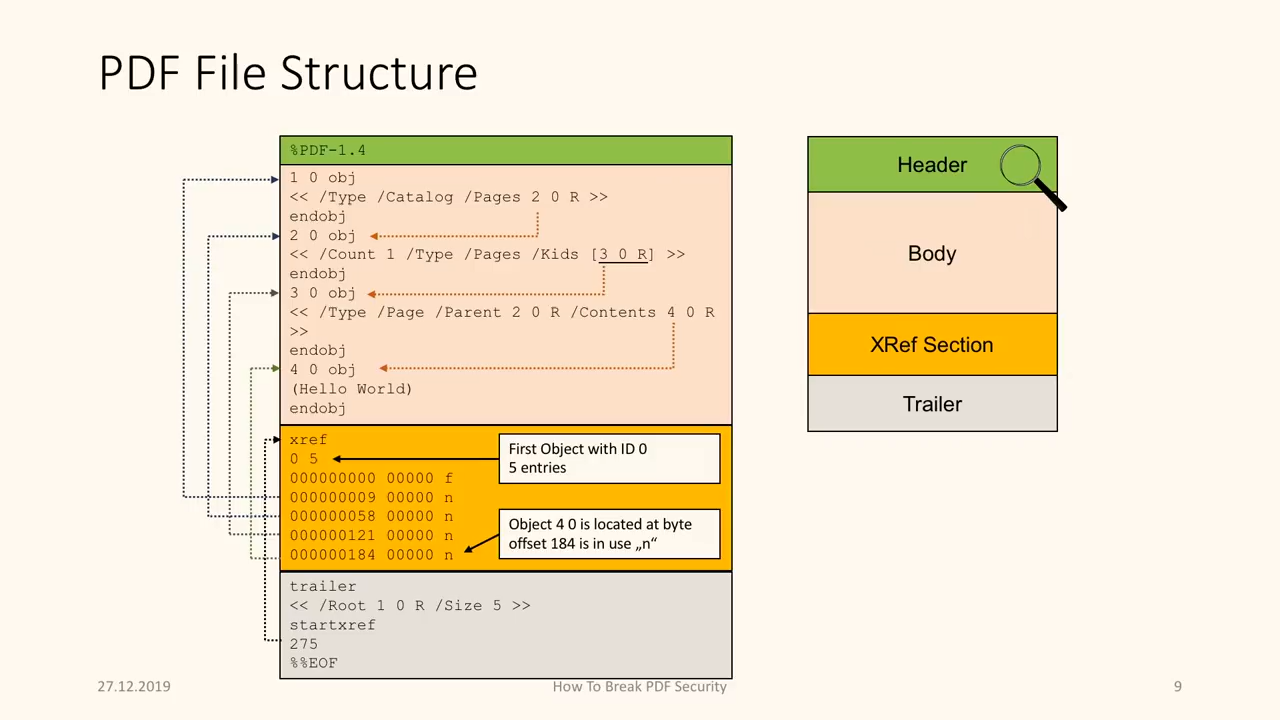 PDF File Structure
%PDF-1.4
1 0 obj
<< /Type /Catalog /Pages 2 0 R >>
endobj
2 0 obj
<< /Count 1 /Type /Pages /Kids [3 0 R] >>
endobj
3 0 obj
<< /Type /Page /Parent 2 0 R /Contents 4 0 R
>>
endobj
4 0 obj
(Hello World)
endobj
xref
0 5
000000000 00000 f
000000009 00000 n
000000058 00000 n
000000121 00000 n
000000184 00000 n
First Object with ID 0
5 entries
Object 4 0 is located at byte
offset 184 is in use „n“
trailer
<< /Root 1 0 R /Size 5 >>
startxref
275
%%EOF
Header
Body
XRef Section
Trailer
27.12.2019
How To Break PDF Security
9